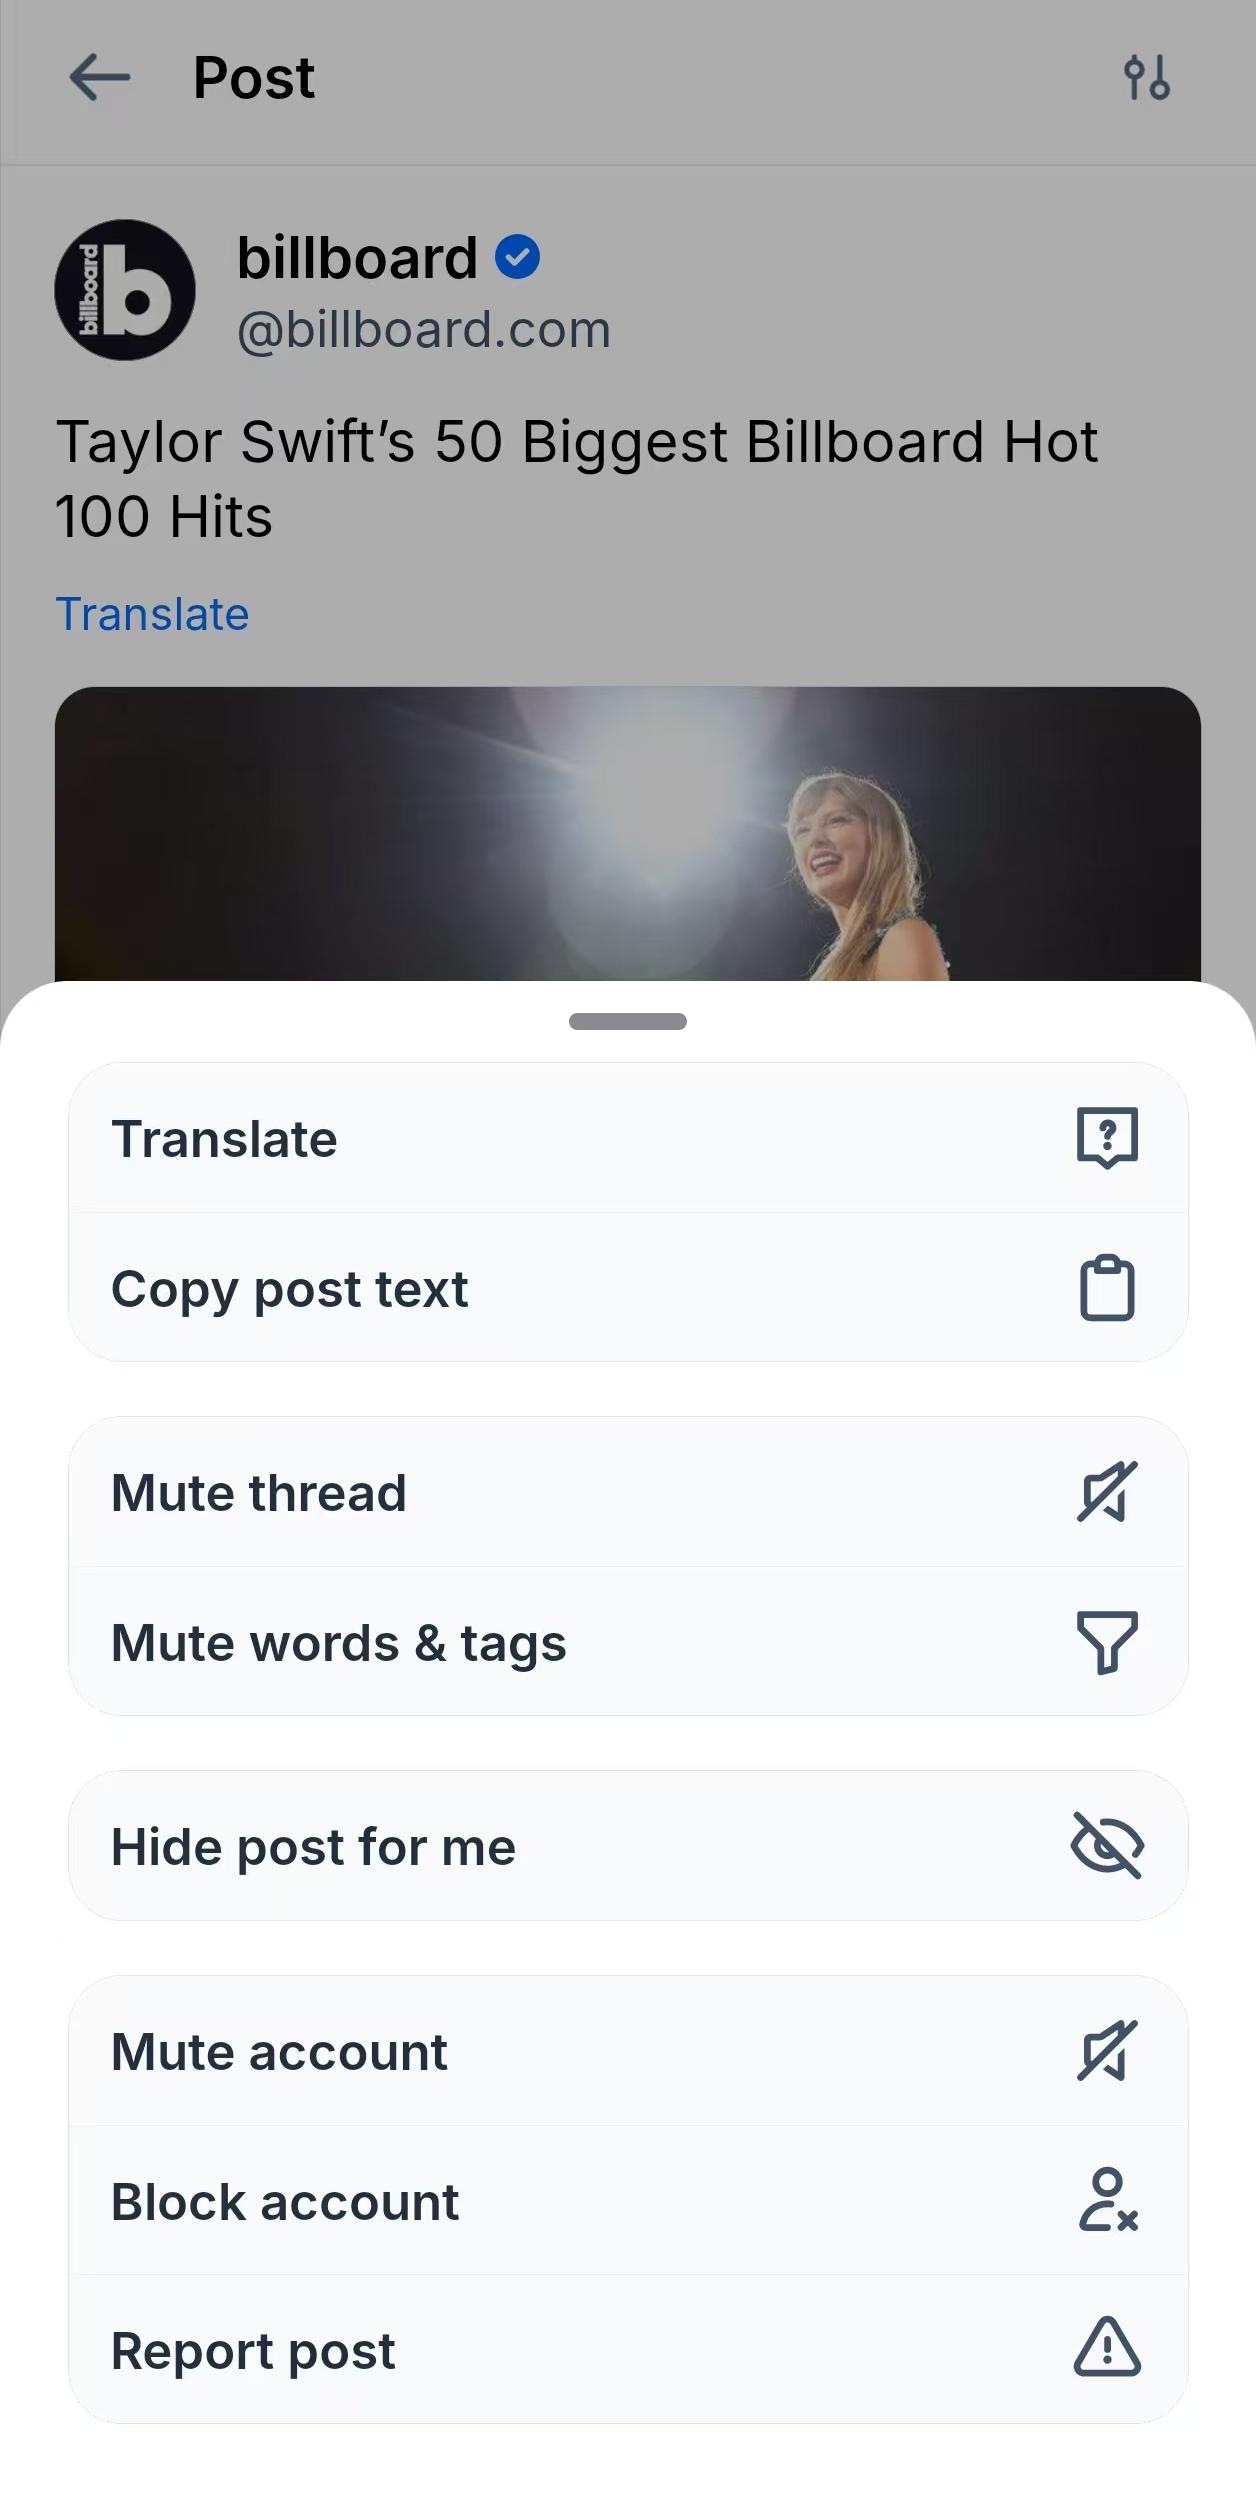 Post
billboard
billboard
@billboard.com
Taylor Swift’s 50 Biggest Billboard Hot
100 Hits
Translate
Translate
Copy post text
Mute thread
Mute words & tags
Hide post for me
Mute account
Block account
Report post